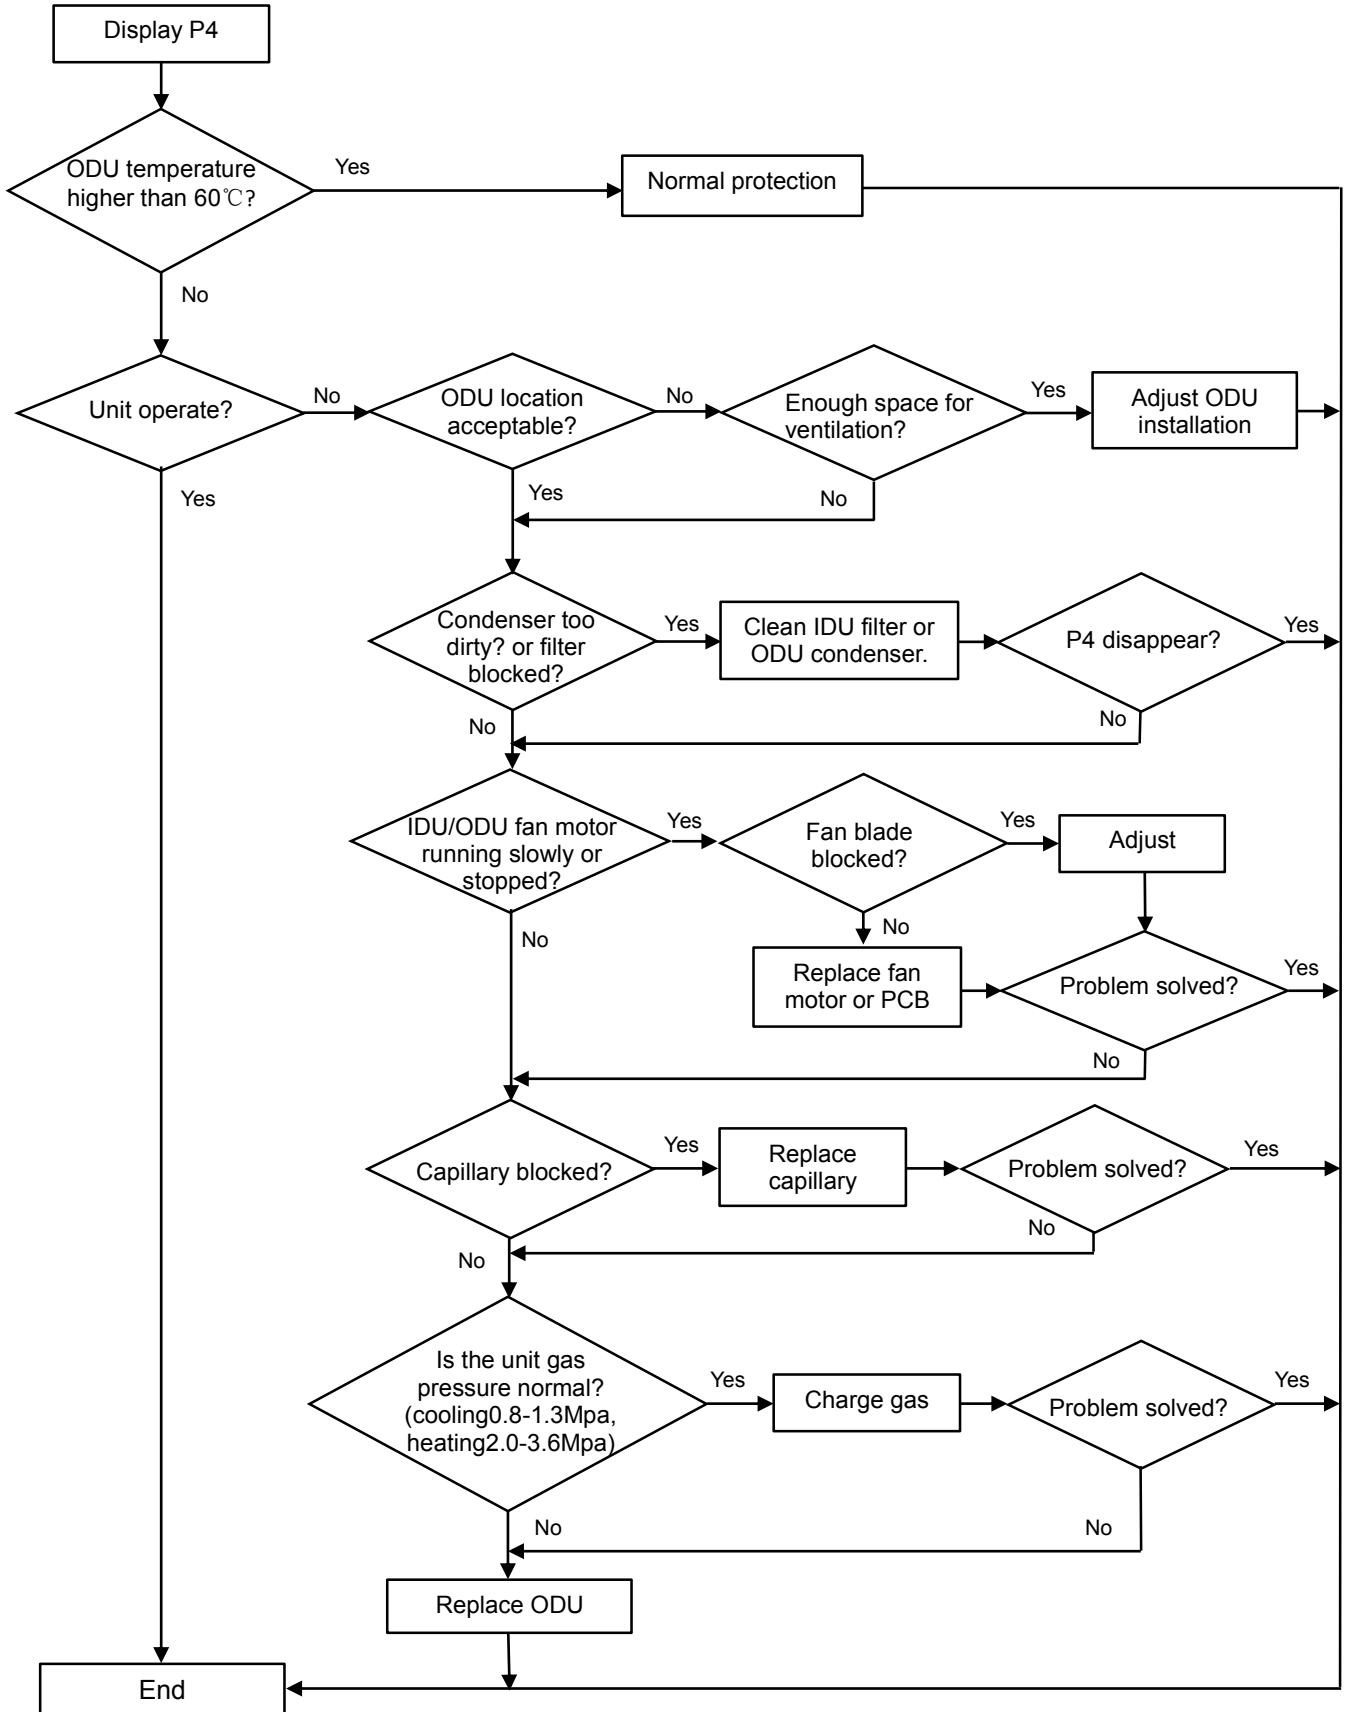 Display P4
ODU temperature
higher than 60℃?
Yes
Normal protection
No
Unit operate?
No
ODU location
acceptable?
No
Enough space for
ventilation?
Yes
Adjust ODU
installation
Yes
Yes
No
Condenser too
dirty? or filter
blocked?
Yes
Clean IDU filter or
ODU condenser.
P4 disappear?
Yes
No
No
IDU/ODU fan motor
running slowly or
stopped?
Yes
Fan blade
blocked?
Yes
Adjust
No
No
Replace fan
motor or PCB
Problem solved?
Yes
No
Capillary blocked?
Yes
Replace
capillary
Problem solved?
Yes
No
No
Is the unit gas
pressure normal?
(cooling0.8-1.3Mpa,
heating2.0-3.6Mpa)
Yes
Charge gas
Problem solved?
Yes
No
No
Replace ODU
End